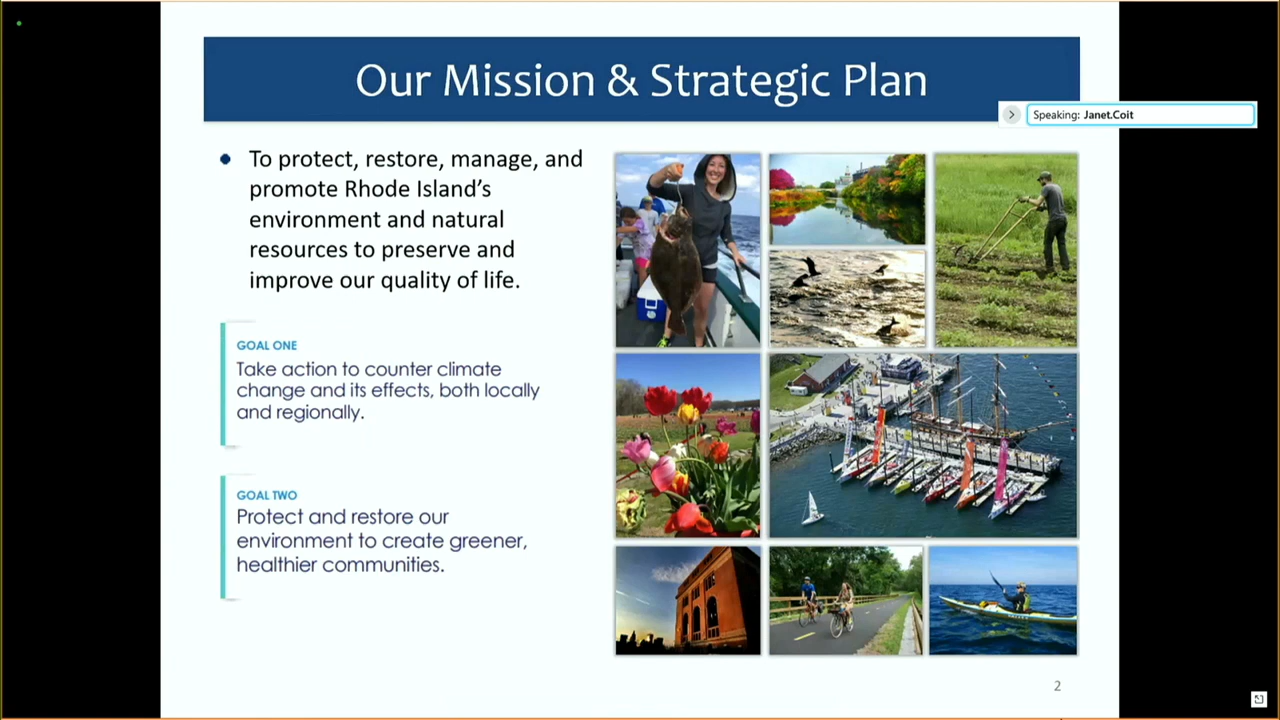 Our Mission & Strategic Plan
Speaking: Janet.Coit
To protect, restore, manage, and
promote Rhode Island's
environment and natural
resources to preserve and
improve our quality of life.
GOAL ONE
Take action to counter climate
change and its effects, both locally
and regionally.
GOAL TWO
Protect and restore our
environment to create greener,
healthier communities.
2